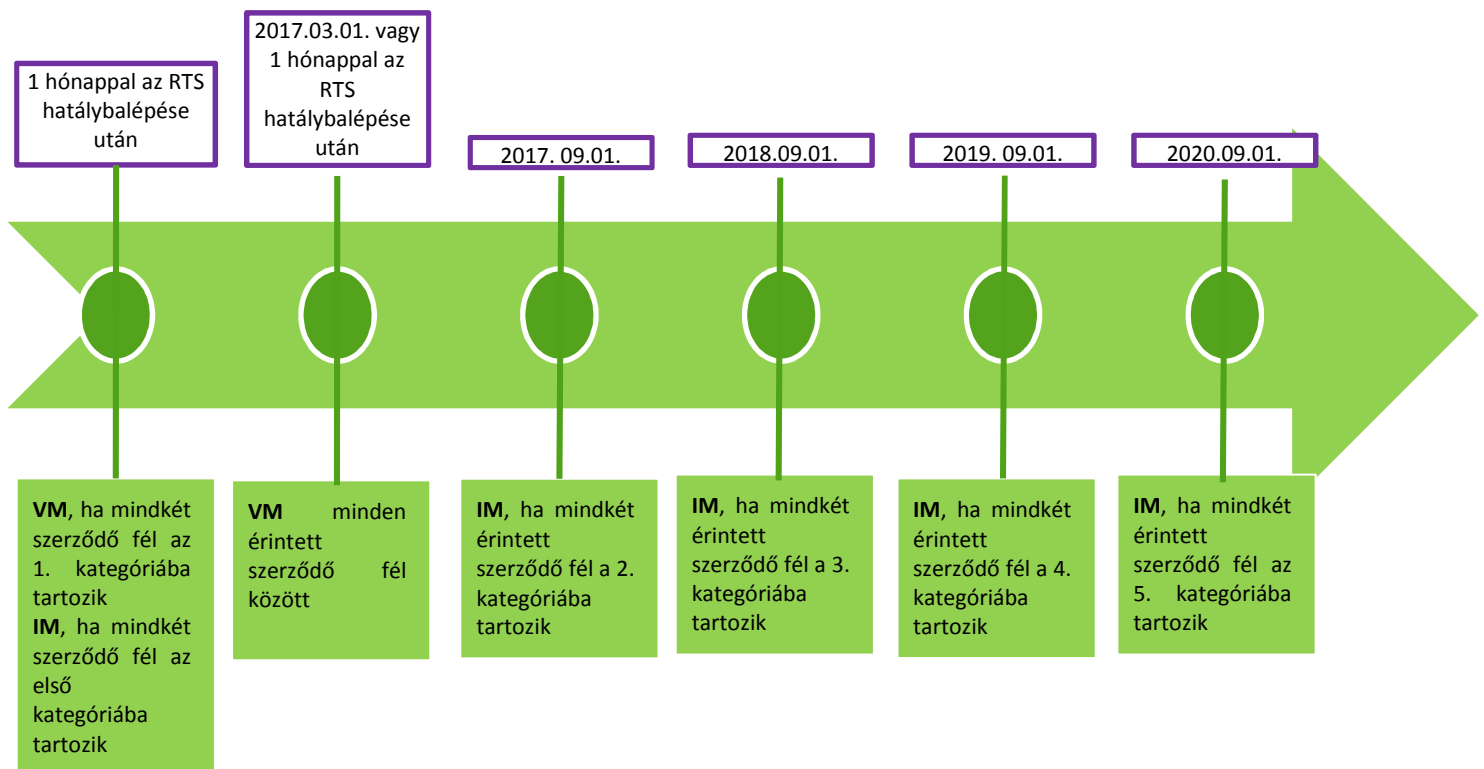 1 hónappal az RTS
hatálybalépése
után
2017.03.01. vagy
1 hónappal az
RTS
hatálybalépése
után
2017. 09.01.
2018.09.01.
2019. 09.01.
2020.09.01.
VM, ha mindkét
szerződő fél az
1. kategóriába
tartozik
IM, ha mindkét
szerződő fél az
első
kategóriába
tartozik
VM minden
érintett
szerződő fél
között
IM, ha mindkét
érintett
szerződő fél a 2.
kategóriába
tartozik
IM, ha mindkét
érintett
szerződő fél a 3.
kategóriába
tartozik
IM, ha mindkét
érintett
szerződő fél a 4.
kategóriába
tartozik
IM, ha mindkét
érintett
szerződő fél az
5. kategóriába
tartozik